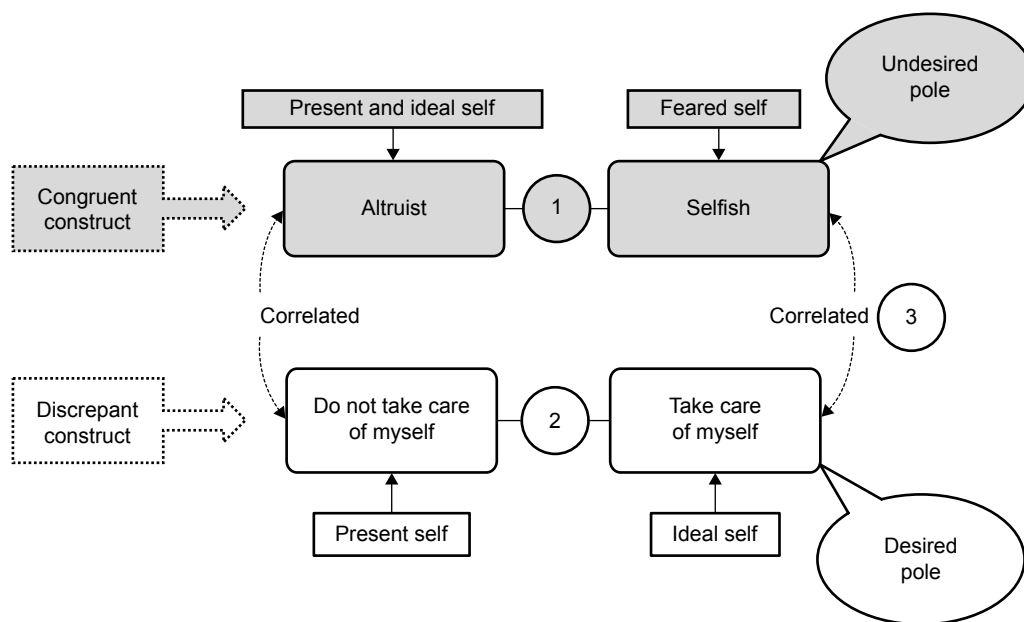 Undesired
pole
Present and ideal self
Feared self
Congruent
construct
Altruist
1
Selfish
Correlated
Correlated
3
Discrepant
construct
Do not take care
of myself
2
Take care
of myself
Present self
Ideal self
Desired
pole